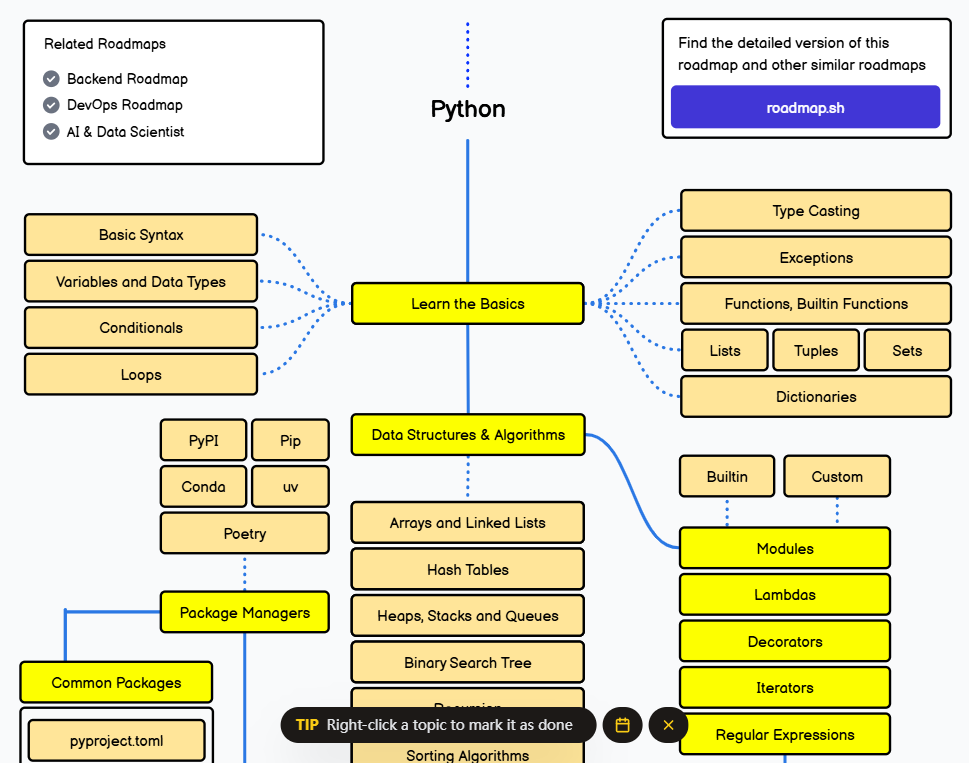 Related Roadmaps
Backend Roadmap
DevOps Roadmap
AI & Data Scientist
Python
Find the detailed version of this
roadmap and other similar roadmaps
roadmap.sh
Basic Syntax
Variables and Data Types
Conditionals
Loops
Learn the Basics
Type Casting
Exceptions
Functions, Builtin Functions
Lists
Tuples
Sets
Dictionaries
PyPI
Pip
Conda
uv
Poetry
Package Managers
Common Packages
pyproject.toml
Data Structures & Algorithms
Arrays and Linked Lists
Hash Tables
Heaps, Stacks and Queues
Binary Search Tree
Recursion
Sorting Algorithms
Builtin
Custom
Modules
Lambdas
Decorators
Iterators
Regular Expressions
TIP Right-click a topic to mark it as done